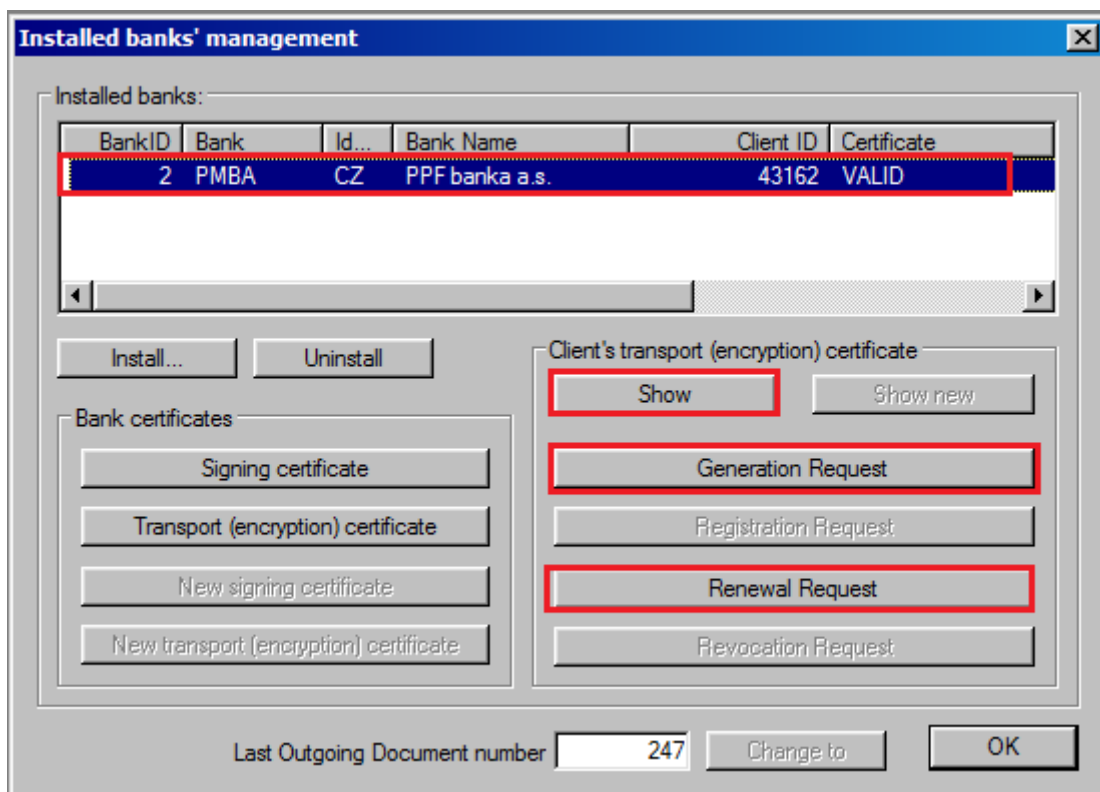 Installed banks' management
Installed banks:
BankID Bank Id... Bank Name Client ID Certificate
2 PMBA CZ PPF banka a.s. 43162 VALID
Install... Uninstall
Client's transport (encryption) certificate
Show Show new
Bank certificates
Signing certificate Generation Request
Transport (encryption) certificate Registration Request
New signing certificate Renewal Request
New transport (encryption) certificate Revocation Request
Last Outgoing Document number 247 Change to OK